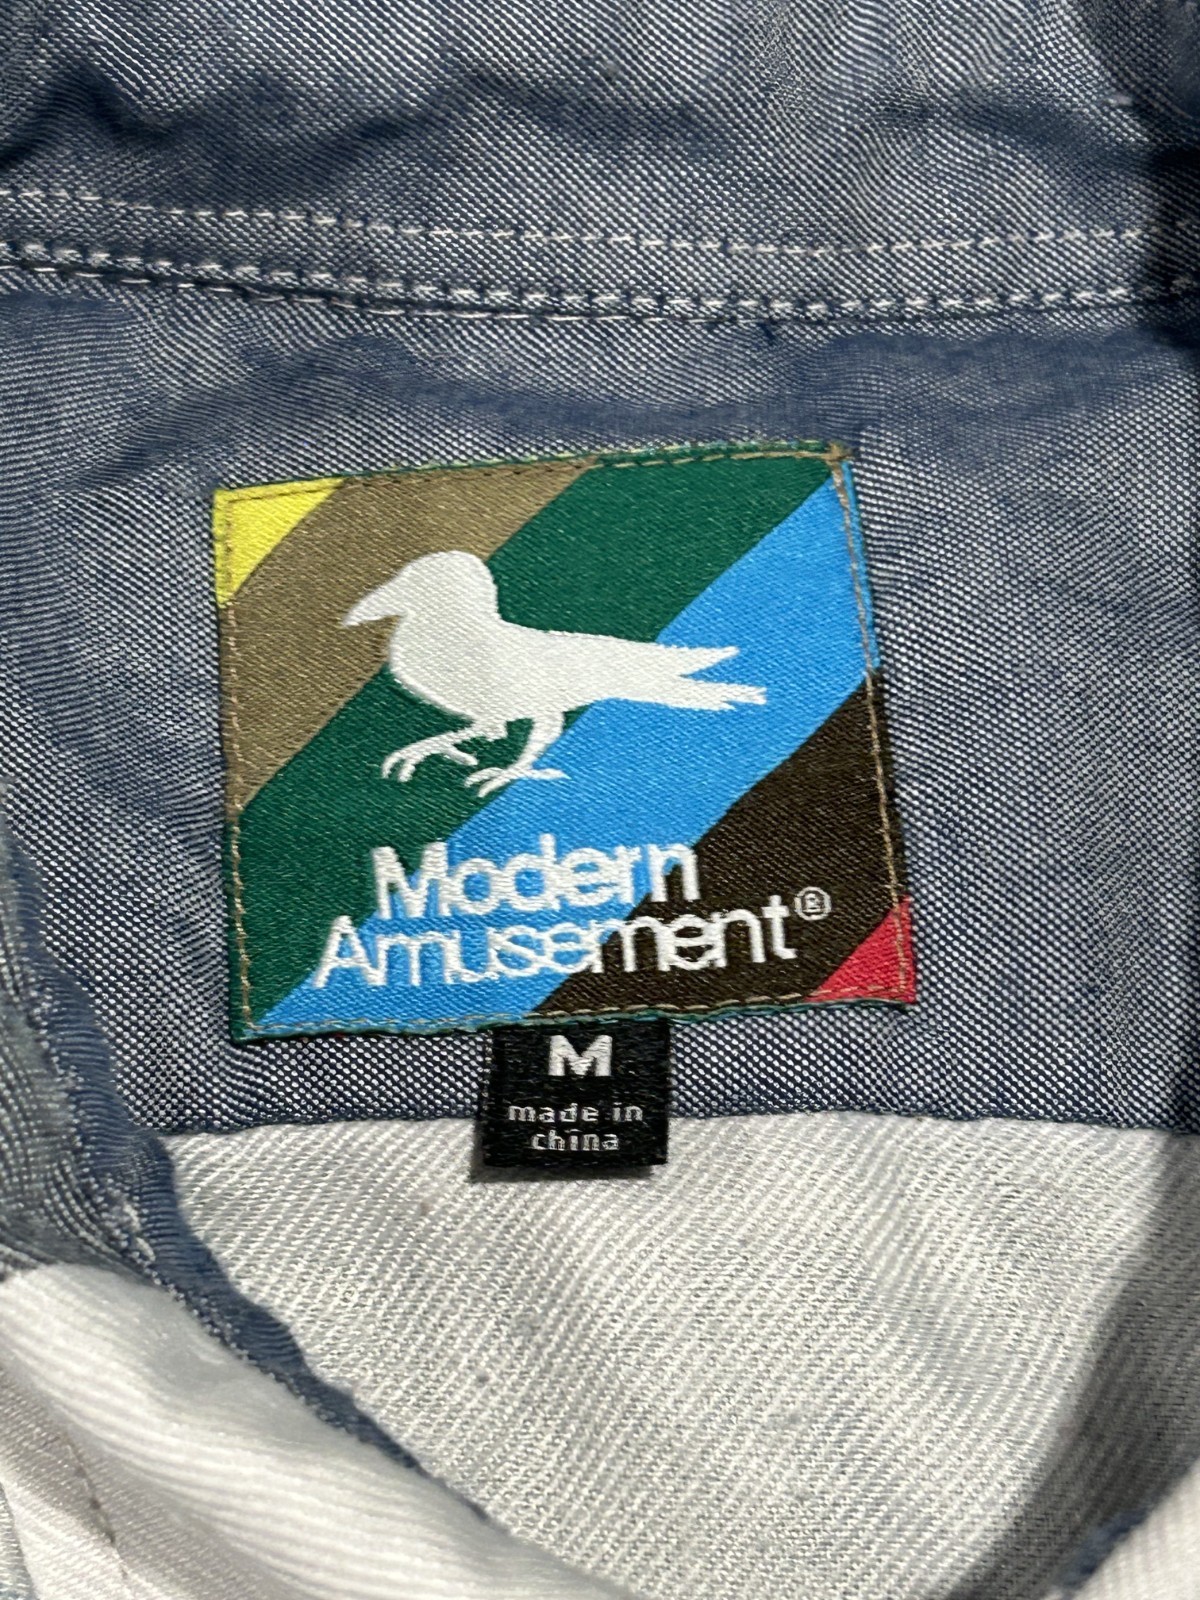 Modern
Amusement®
M
made in
china